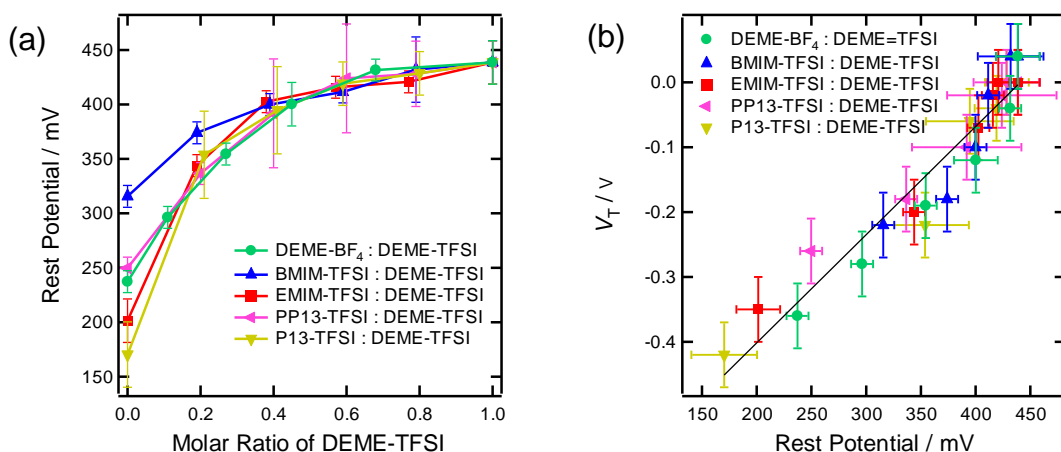 (a)
Rest Potential / mV
450
400
350
300
250
200
150
DEME-BF4 : DEME-TFSI
BMIM-TFSI : DEME-TFSI
EMIM-TFSI : DEME-TFSI
PP13-TFSI : DEME-TFSI
P13-TFSI : DEME-TFSI
0.0 0.2 0.4 0.6 0.8 1.0
Molar Ratio of DEME-TFSI
(b)
VT / V
DEME-BF4 : DEME=TFSI
BMIM-TFSI : DEME-TFSI
EMIM-TFSI : DEME-TFSI
PP13-TFSI : DEME-TFSI
P13-TFSI : DEME-TFSI
0.0
-0.1
-0.2
-0.3
-0.4
150 200 250 300 350 400 450
Rest Potential / mV